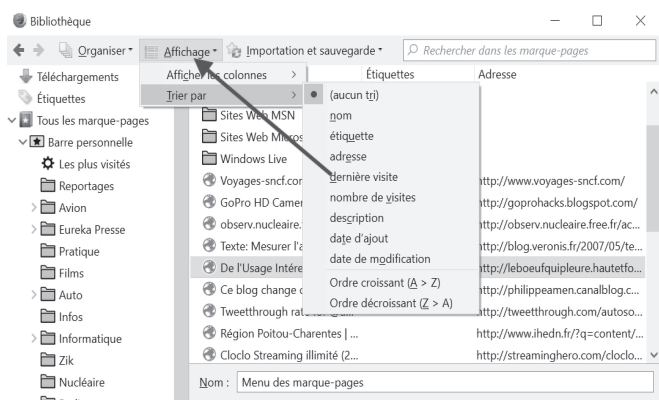 Bibliothèque
Organiser Affichage Importation et sauvegarde Rechercher dans les marque-pages
Téléchargements
Étiquettes
Tous les marque-pages
Barre personnelle
Les plus visités
Reportages
Avion
Eureka Presse
Pratique
Films
Auto
Infos
Informatique
Zik
Nucléaire
Afficher les colonnes
Trier par
(aucun tri)
nom
étiquette
adresse
dernière visite
nombre de visites
description
date d'ajout
date de modification
Ordre croissant (A > Z)
Ordre décroissant (Z > A)
Étiquettes Adresse
Sites Web MSN
Sites Web Micros
Windows Live
Voyages-sncf.cor http://www.voyages-sncf.com/
GoPro HD Camer http://goprohacks.blogspot.com/
observ.nucleaire. http://observ.nucleaire.free.fr/ac...
Texte: Mesurer l'a http://blog.veronis.fr/2007/05/te...
De l'Usage Intére http://leboeufquipleure.hautetfo...
Ce blog change d http://philippeamen.canalblog.c...
Tweetthrough http://tweetthrough.com/autoso...
Région Poitou-Charentes | ... http://www.ihedn.fr/?q=content/...
Cloclo Streaming illimité (2... http://streaminghero.com/cloclo...
Nom : Menu des marque-pages